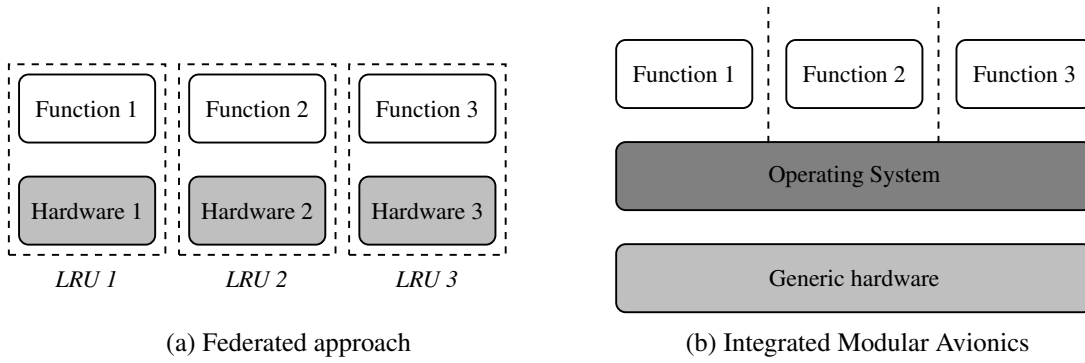 Function 1
Function 2
Function 3
Hardware 1
Hardware 2
Hardware 3
LRU 1
LRU 2
LRU 3
(a) Federated approach
Function 1
Function 2
Function 3
Operating System
Generic hardware
(b) Integrated Modular Avionics